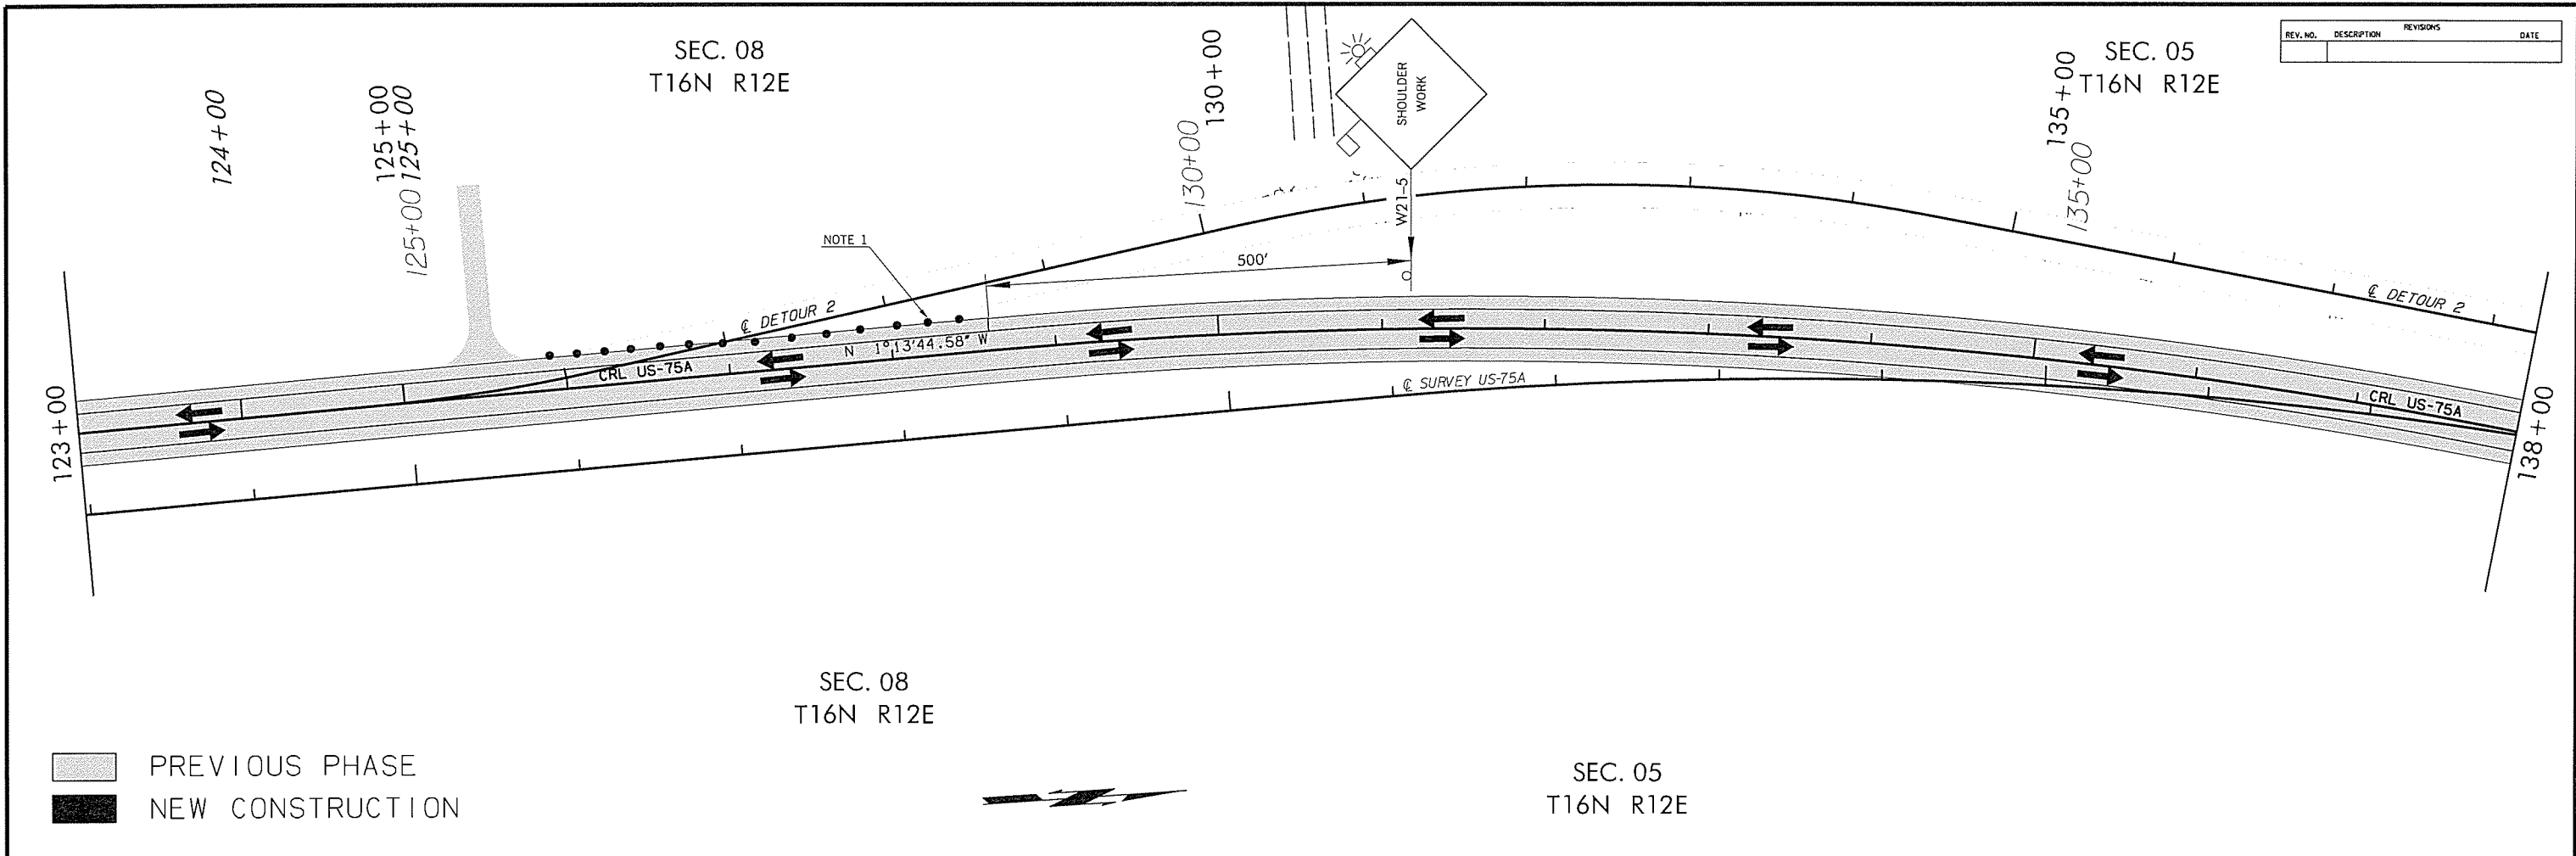 SEC. 08
T16N R12E
SEC. 05
T16N R12E
REVISIONS
REV. NO. DESCRIPTION DATE
124+00
125+00
125+00
125+00
130+00
130+00
SHOULDER
WORK
W21-5
135+00
135+00
NOTE 1
500'
℄ DETOUR 2
℄ DETOUR 2
N 1°13'44.58" W
CRL US-75A
℄ SURVEY US-75A
CRL US-75A
123+00
138+00
SEC. 08
T16N R12E
SEC. 05
T16N R12E
PREVIOUS PHASE
NEW CONSTRUCTION